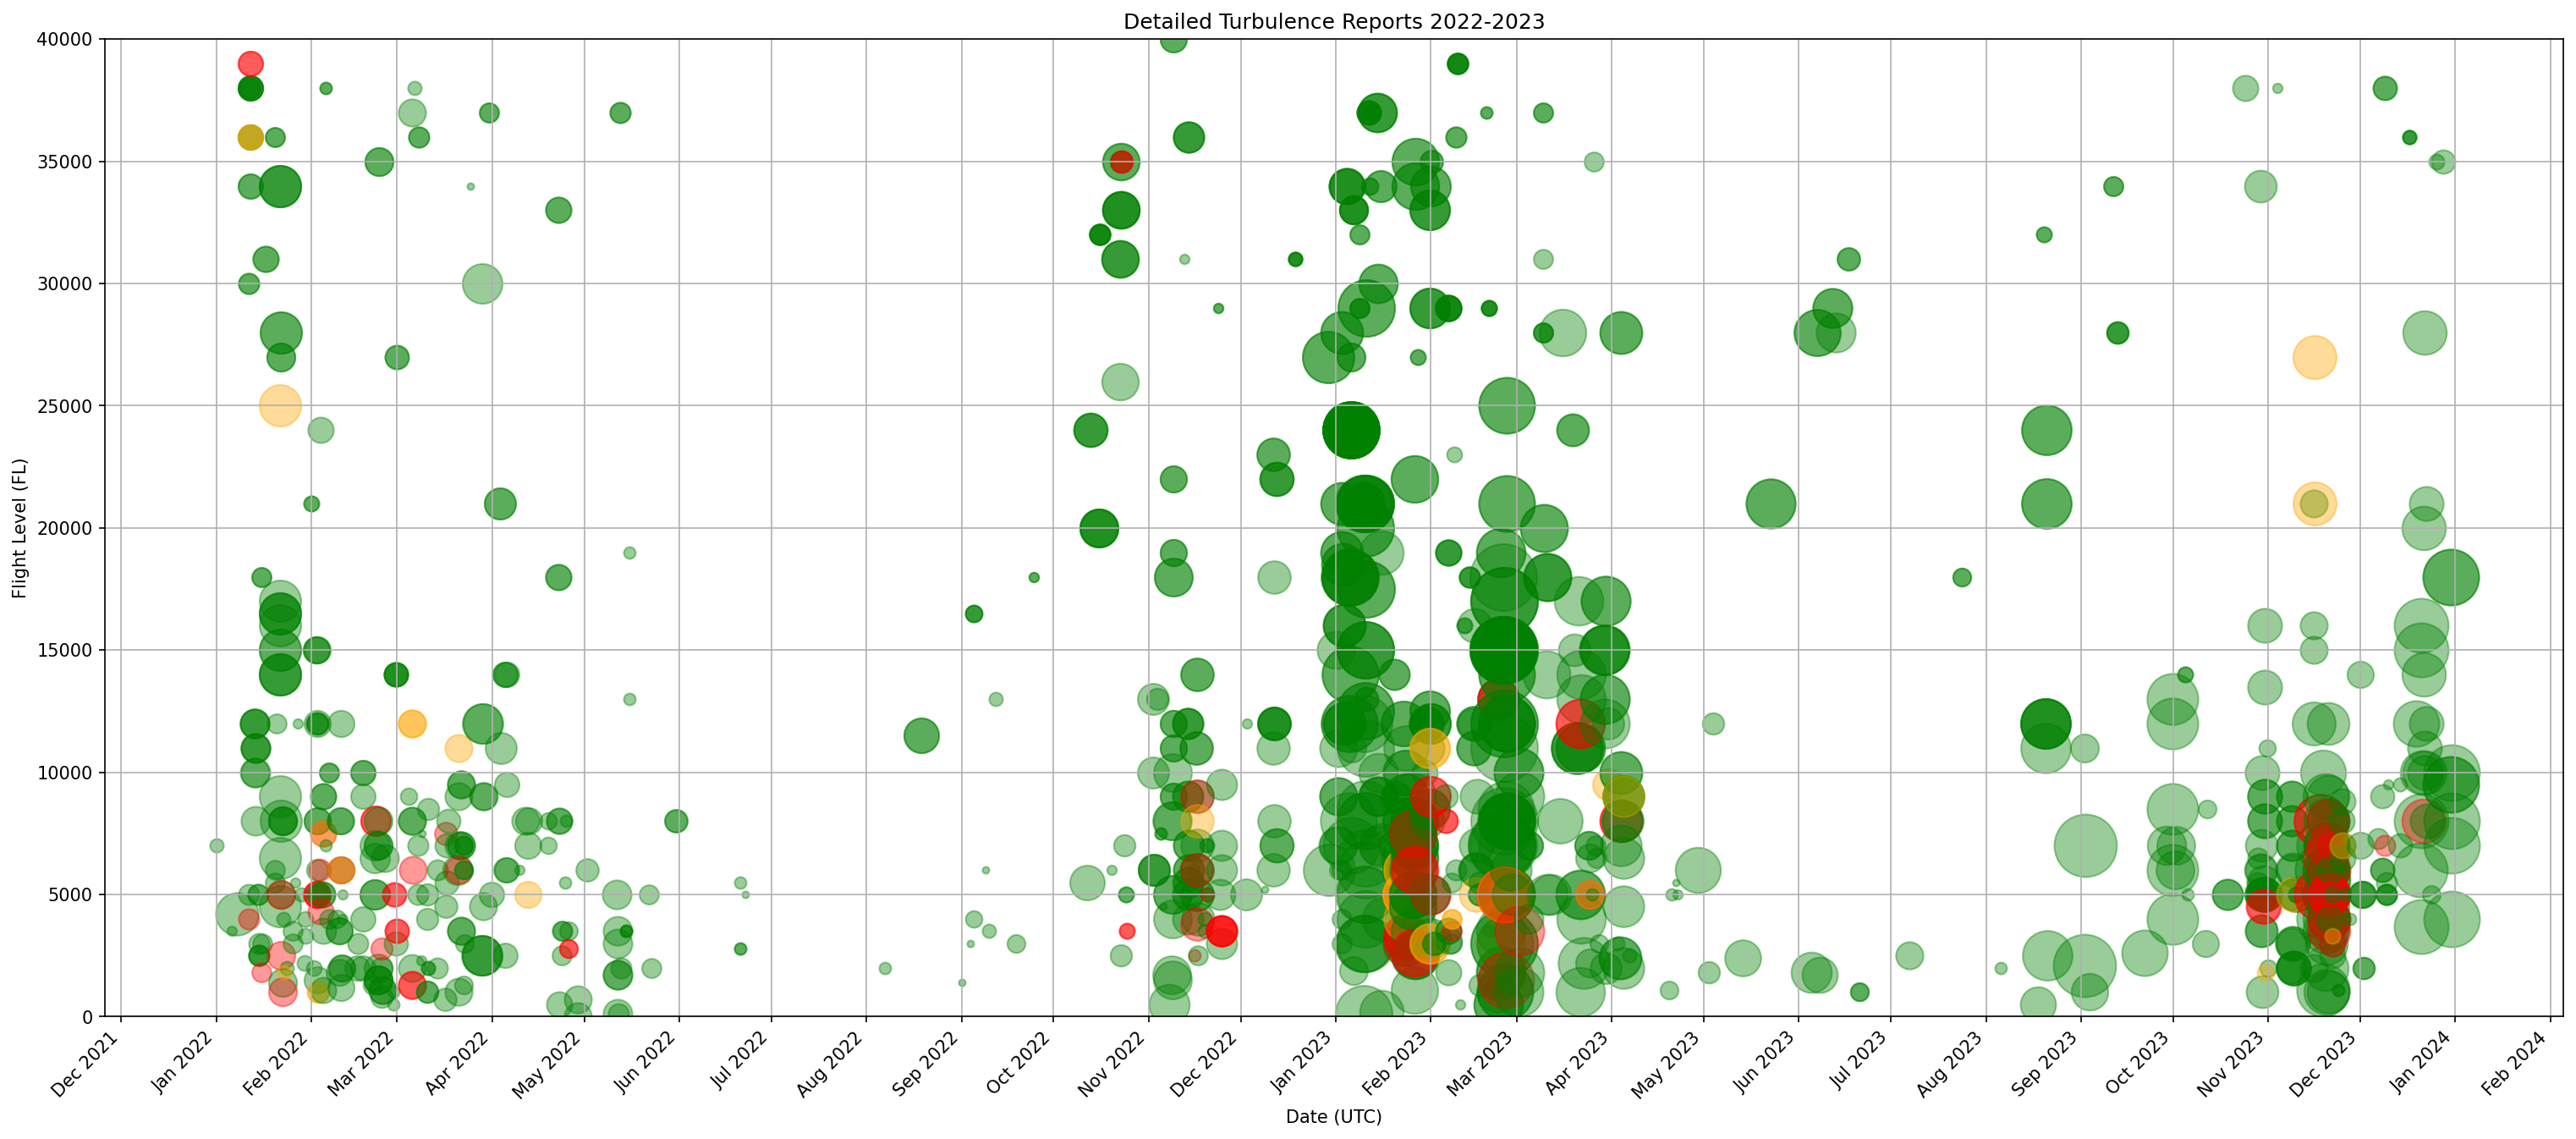 Detailed Turbulence Reports 2022-2023
Flight Level (FL)
40000
35000
30000
25000
20000
15000
10000
5000
0
Dec 2021
Jan 2022
Feb 2022
Mar 2022
Apr 2022
May 2022
Jun 2022
Jul 2022
Aug 2022
Sep 2022
Oct 2022
Nov 2022
Dec 2022
Jan 2023
Feb 2023
Mar 2023
Apr 2023
May 2023
Jun 2023
Jul 2023
Aug 2023
Sep 2023
Oct 2023
Nov 2023
Dec 2023
Jan 2024
Feb 2024
Date (UTC)